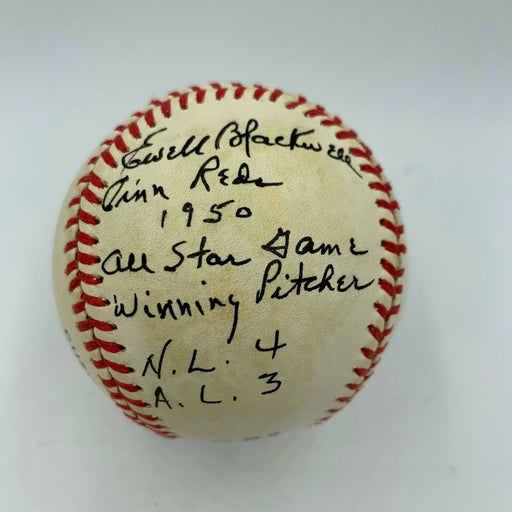 Ewell Blackwell
Cinn Reds
1950
All Star Game
Winning Pitcher
N.L. 4
A.L. 3